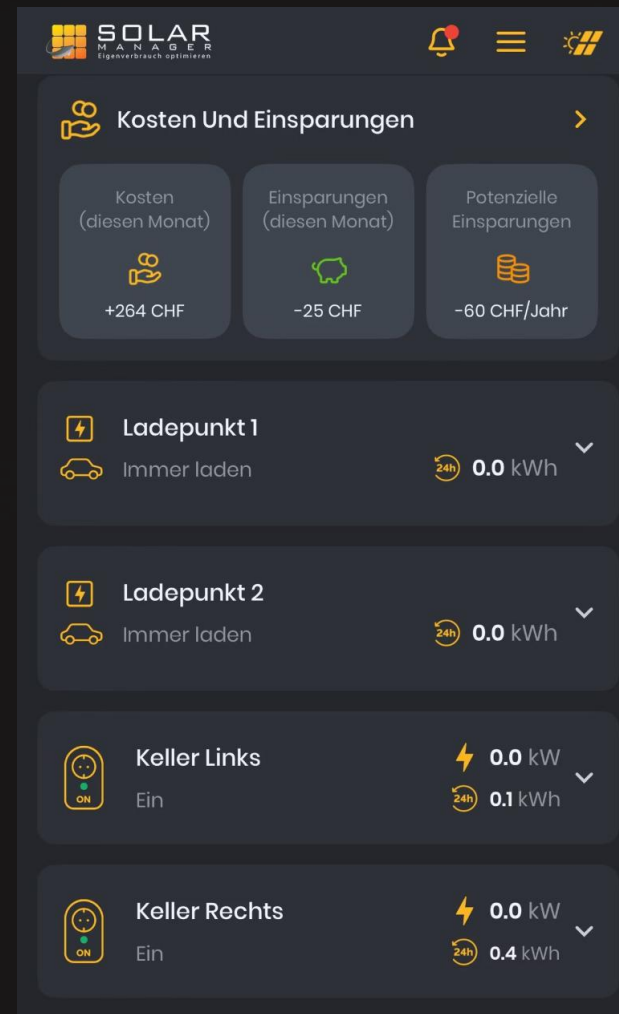 SOLAR
MANAGER
Eigenverbrauch optimieren
Kosten Und Einsparungen
Kosten
(diesen Monat)
+264 CHF
Einsparungen
(diesen Monat)
-25 CHF
Potenzielle
Einsparungen
-60 CHF/Jahr
Ladepunkt 1
Immer laden
24h 0.0 kWh
Ladepunkt 2
Immer laden
24h 0.0 kWh
Keller Links
0.0 kW
ON
Ein
24h 0.1 kWh
Keller Rechts
0.0 kW
ON
Ein
24h 0.4 kWh